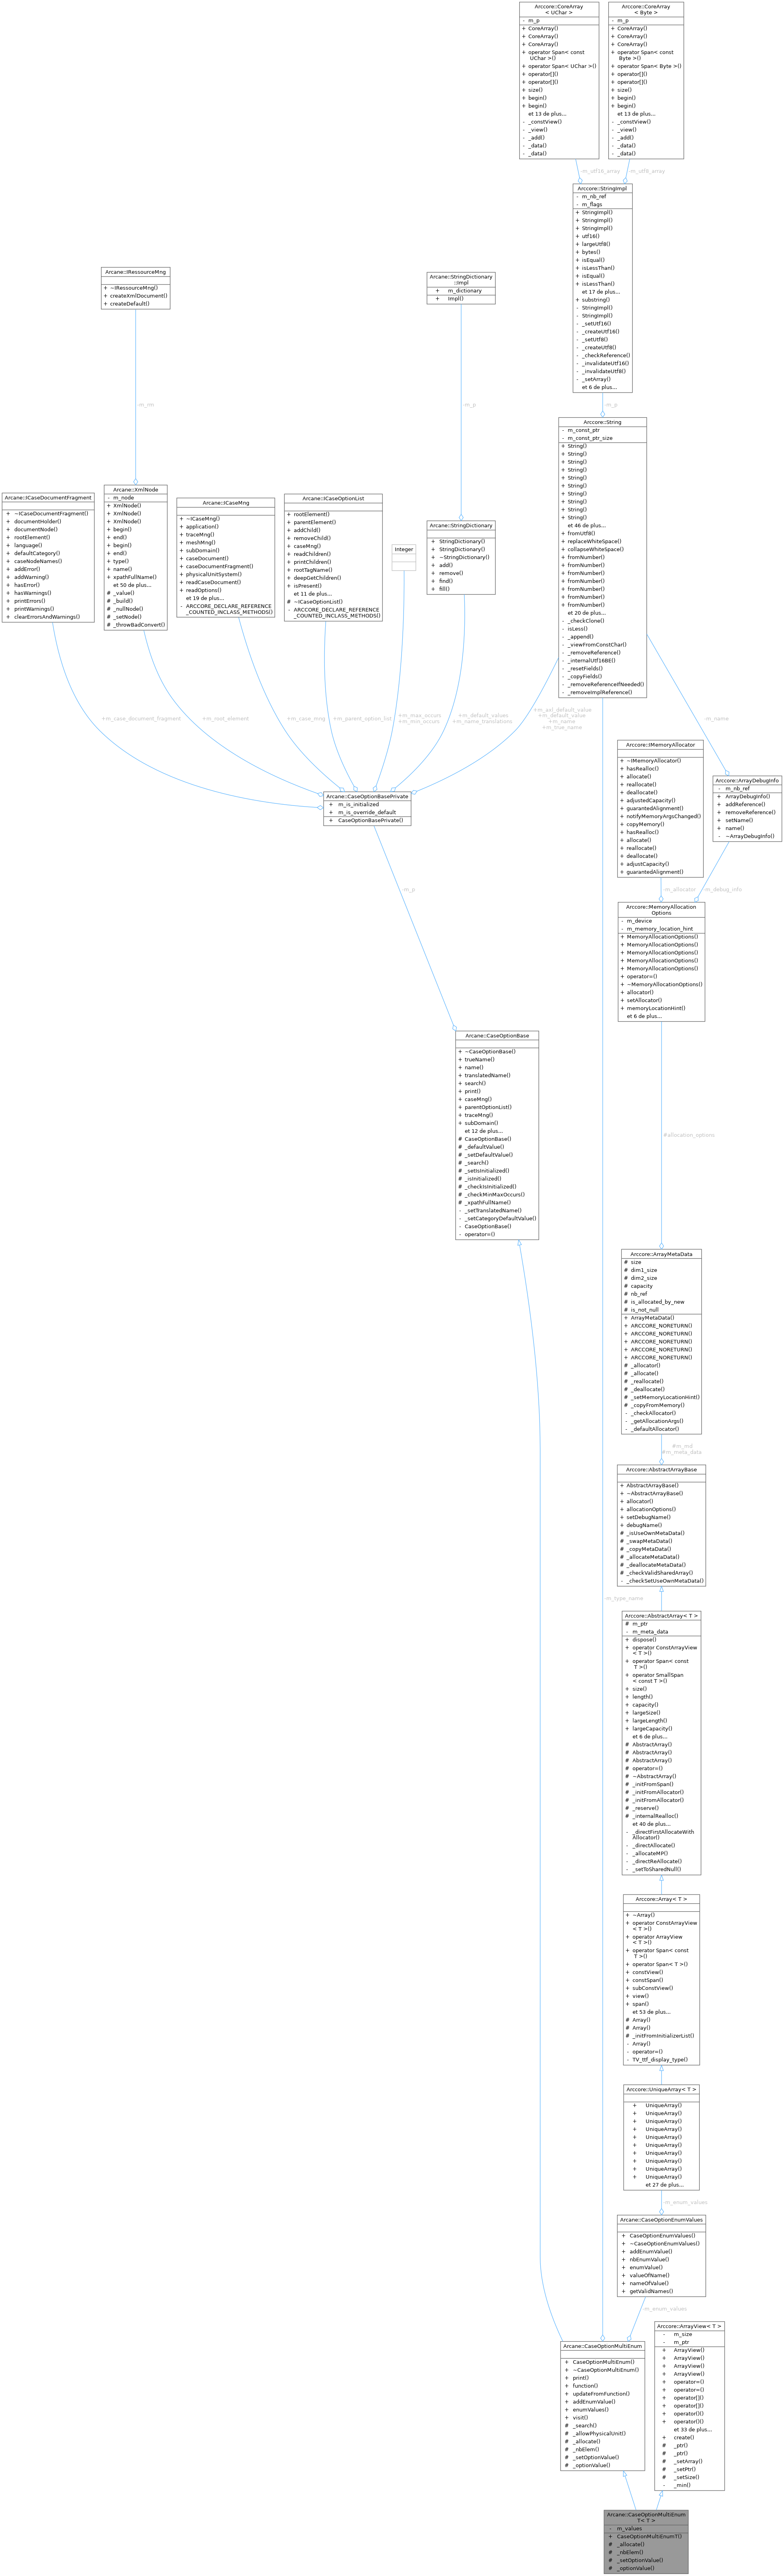 Arccore::CoreArray
< UChar >
- m_p
+ CoreArray()
+ CoreArray()
+ CoreArray()
+ operator Span< const
UChar >()
+ operator Span< UChar >()
+ operator[]()
+ operator[]()
+ size()
+ begin()
+ begin()
et 13 de plus...
- _constView()
- _view()
- _add()
- _data()
- _data()
Arccore::CoreArray
< Byte >
- m_p
+ CoreArray()
+ CoreArray()
+ CoreArray()
+ operator Span< const
Byte >()
+ operator Span< Byte >()
+ operator[]()
+ operator[]()
+ size()
+ begin()
+ begin()
et 13 de plus...
- _constView()
- _view()
- _add()
- _data()
- _data()
-m_utf16_array
-m_utf8_array
Arccore::StringImpl
- m_nb_ref
- m_flags
+ StringImpl()
+ StringImpl()
+ StringImpl()
+ utf16()
+ largeUtf8()
+ bytes()
+ isEqual()
+ isLessThan()
+ isEqual()
+ isLessThan()
et 17 de plus...
+ substring()
- StringImpl()
- StringImpl()
- _setUtf16()
- _createUtf16()
- _setUtf8()
- _createUtf8()
- _checkReference()
- _invalidateUtf16()
- _invalidateUtf8()
- _setArray()
et 6 de plus...
-m_p
Arcane::IRessourceMng
+ ~IRessourceMng()
+ createXmlDocument()
+ createDefault()
-m_rm
Arcane::StringDictionary
::Impl
+ m_dictionary
+ Impl()
-m_p
Arccore::String
- m_const_ptr
- m_const_ptr_size
+ String()
+ String()
+ String()
+ String()
+ String()
+ String()
+ String()
+ String()
+ String()
+ String()
et 46 de plus...
+ fromUtf8()
+ replaceWhiteSpace()
+ collapseWhiteSpace()
+ fromNumber()
+ fromNumber()
+ fromNumber()
+ fromNumber()
+ fromNumber()
+ fromNumber()
+ fromNumber()
et 20 de plus...
- _checkClone()
- isLess()
- _append()
- _viewFromConstChar()
- _removeReference()
- _internalUtf16BE()
- _resetFields()
- _copyFields()
- _removeReferenceIfNeeded()
- _removeImplReference()
Arcane::ICaseDocumentFragment
+ ~ICaseDocumentFragment()
+ documentHolder()
+ documentNode()
+ rootElement()
+ language()
+ defaultCategory()
+ caseNodeNames()
+ addError()
+ addWarning()
+ hasError()
+ hasWarnings()
+ printErrors()
+ printWarnings()
+ clearErrorsAndWarnings()
Arcane::XmlNode
- m_node
+ XmlNode()
+ XmlNode()
+ XmlNode()
+ begin()
+ end()
+ begin()
+ end()
+ type()
+ name()
+ xpathFullName()
et 50 de plus...
# _value()
# _build()
# _nullNode()
# _setNode()
# _throwBadConvert()
Arcane::ICaseMng
+ ~ICaseMng()
+ application()
+ traceMng()
+ meshMng()
+ subDomain()
+ caseDocument()
+ caseDocumentFragment()
+ physicalUnitSystem()
+ readCaseDocument()
+ readOptions()
et 19 de plus...
- ARCCORE_DECLARE_REFERENCE
_COUNTED_INCLASS_METHODS()
Arcane::ICaseOptionList
+ rootElement()
+ parentElement()
+ addChild()
+ removeChild()
+ caseMng()
+ readChildren()
+ printChildren()
+ rootTagName()
+ deepGetChildren()
+ isPresent()
et 11 de plus...
# ~ICaseOptionList()
- ARCCORE_DECLARE_REFERENCE
_COUNTED_INCLASS_METHODS()
Integer
Arcane::StringDictionary
+ StringDictionary()
+ StringDictionary()
+ ~StringDictionary()
+ add()
+ remove()
+ find()
+ fill()
+m_case_document_fragment
+m_root_element
+m_case_mng
+m_parent_option_list
+m_max_occurs
+m_min_occurs
+m_default_values
+m_name_translations
+m_axl_default_value
+m_default_value
+m_name
+m_true_name
-m_name
Arcane::CaseOptionBasePrivate
+ m_is_initialized
+ m_is_override_default
+ CaseOptionBasePrivate()
Arccore::IMemoryAllocator
+ ~IMemoryAllocator()
+ hasRealloc()
+ allocate()
+ reallocate()
+ deallocate()
+ adjustedCapacity()
+ guarantedAlignment()
+ notifyMemoryArgsChanged()
+ copyMemory()
+ hasRealloc()
+ allocate()
+ reallocate()
+ deallocate()
+ adjustCapacity()
+ guarantedAlignment()
Arccore::ArrayDebugInfo
- m_nb_ref
+ ArrayDebugInfo()
+ addReference()
+ removeReference()
+ setName()
+ name()
- ~ArrayDebugInfo()
-m_p
-m_allocator
-m_debug_info
Arccore::MemoryAllocation
Options
- m_device
- m_memory_location_hint
+ MemoryAllocationOptions()
+ MemoryAllocationOptions()
+ MemoryAllocationOptions()
+ MemoryAllocationOptions()
+ MemoryAllocationOptions()
+ operator=()
+ ~MemoryAllocationOptions()
+ allocator()
+ setAllocator()
+ memoryLocationHint()
et 6 de plus...
Arcane::CaseOptionBase
+ ~CaseOptionBase()
+ trueName()
+ name()
+ translatedName()
+ search()
+ print()
+ caseMng()
+ parentOptionList()
+ traceMng()
+ subDomain()
et 12 de plus...
# CaseOptionBase()
# _defaultValue()
# _setDefaultValue()
# _search()
# _setIsInitialized()
# _isInitialized()
# _checkIsInitialized()
# _checkMinMaxOccurs()
# _xpathFullName()
- _setTranslatedName()
- _setCategoryDefaultValue()
- CaseOptionBase()
- operator=()
#allocation_options
Arccore::ArrayMetaData
# size
# dim1_size
# dim2_size
# capacity
# nb_ref
# is_allocated_by_new
# is_not_null
+ ArrayMetaData()
+ ARCCORE_NORETURN()
+ ARCCORE_NORETURN()
+ ARCCORE_NORETURN()
+ ARCCORE_NORETURN()
+ ARCCORE_NORETURN()
# _allocator()
# _allocate()
# _reallocate()
# _deallocate()
# _setMemoryLocationHint()
# _copyFromMemory()
- _checkAllocator()
- _getAllocationArgs()
- _defaultAllocator()
#m_md
#m_meta_data
Arccore::AbstractArrayBase
+ AbstractArrayBase()
+ ~AbstractArrayBase()
+ allocator()
+ allocationOptions()
+ setDebugName()
+ debugName()
# _isUseOwnMetaData()
# _swapMetaData()
# _copyMetaData()
# _allocateMetaData()
# _deallocateMetaData()
# _checkValidSharedArray()
- _checkSetUseOwnMetaData()
-m_type_name
Arccore::AbstractArray< T >
# m_ptr
- m_meta_data
+ dispose()
+ operator ConstArrayView
< T >()
+ operator Span< const
T >()
+ operator SmallSpan
< const T >()
+ size()
+ length()
+ capacity()
+ largeSize()
+ largeLength()
+ largeCapacity()
et 6 de plus...
# AbstractArray()
# AbstractArray()
# AbstractArray()
# operator=()
# ~AbstractArray()
# _initFromSpan()
# _initFromAllocator()
# _initFromAllocator()
# _reserve()
# _internalRealloc()
et 40 de plus...
- _directFirstAllocateWith
Allocator()
- _directAllocate()
- _allocateMP()
- _directReAllocate()
- _setToSharedNull()
Arccore::Array< T >
+ ~Array()
+ operator ConstArrayView
< T >()
+ operator ArrayView
< T >()
+ operator Span< const
T >()
+ operator Span< T >()
+ constView()
+ constSpan()
+ subConstView()
+ view()
+ span()
et 53 de plus...
# Array()
# Array()
# _initFromInitializerList()
- Array()
- operator=()
- TV_ttf_display_type()
Arccore::UniqueArray< T >
+ UniqueArray()
+ UniqueArray()
+ UniqueArray()
+ UniqueArray()
+ UniqueArray()
+ UniqueArray()
+ UniqueArray()
+ UniqueArray()
+ UniqueArray()
+ UniqueArray()
et 27 de plus...
-m_enum_values
Arcane::CaseOptionEnumValues
+ CaseOptionEnumValues()
+ ~CaseOptionEnumValues()
+ addEnumValue()
+ nbEnumValue()
+ enumValue()
+ valueOfName()
+ nameOfValue()
+ getValidNames()
-m_enum_values
Arcane::CaseOptionMultiEnum
+ CaseOptionMultiEnum()
+ ~CaseOptionMultiEnum()
+ print()
+ function()
+ updateFromFunction()
+ addEnumValue()
+ enumValues()
+ visit()
# _search()
# _allowPhysicalUnit()
# _allocate()
# _nbElem()
# _setOptionValue()
# _optionValue()
Arccore::ArrayView< T >
- m_size
- m_ptr
+ ArrayView()
+ ArrayView()
+ ArrayView()
+ ArrayView()
+ operator=()
+ operator=()
+ operator[]()
+ operator[]()
+ operator()()
+ operator()()
et 33 de plus...
+ create()
# _ptr()
# _ptr()
# _setArray()
# _setPtr()
# _setSize()
- _min()
Arcane::CaseOptionMultiEnum
T< T >
- m_values
+ CaseOptionMultiEnumT()
# _allocate()
# _nbElem()
# _setOptionValue()
# _optionValue()